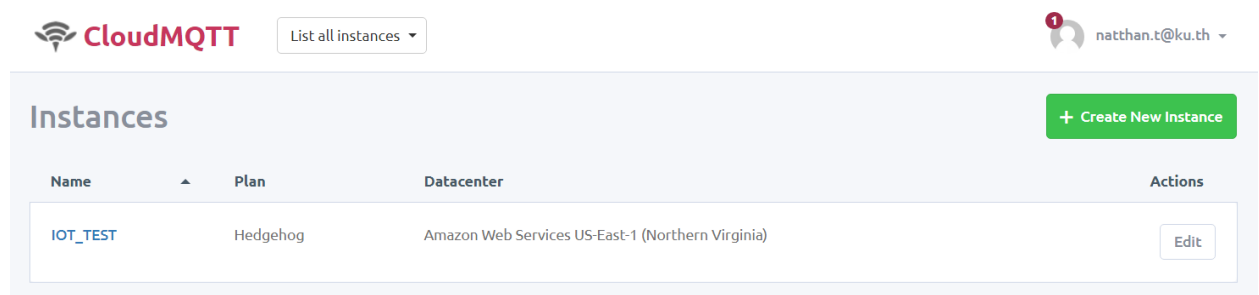 CloudMQTT List all instances 1 natthan.t@ku.th
Instances + Create New Instance
Name Plan Datacenter Actions
IOT_TEST Hedgehog Amazon Web Services US-East-1 (Northern Virginia) Edit